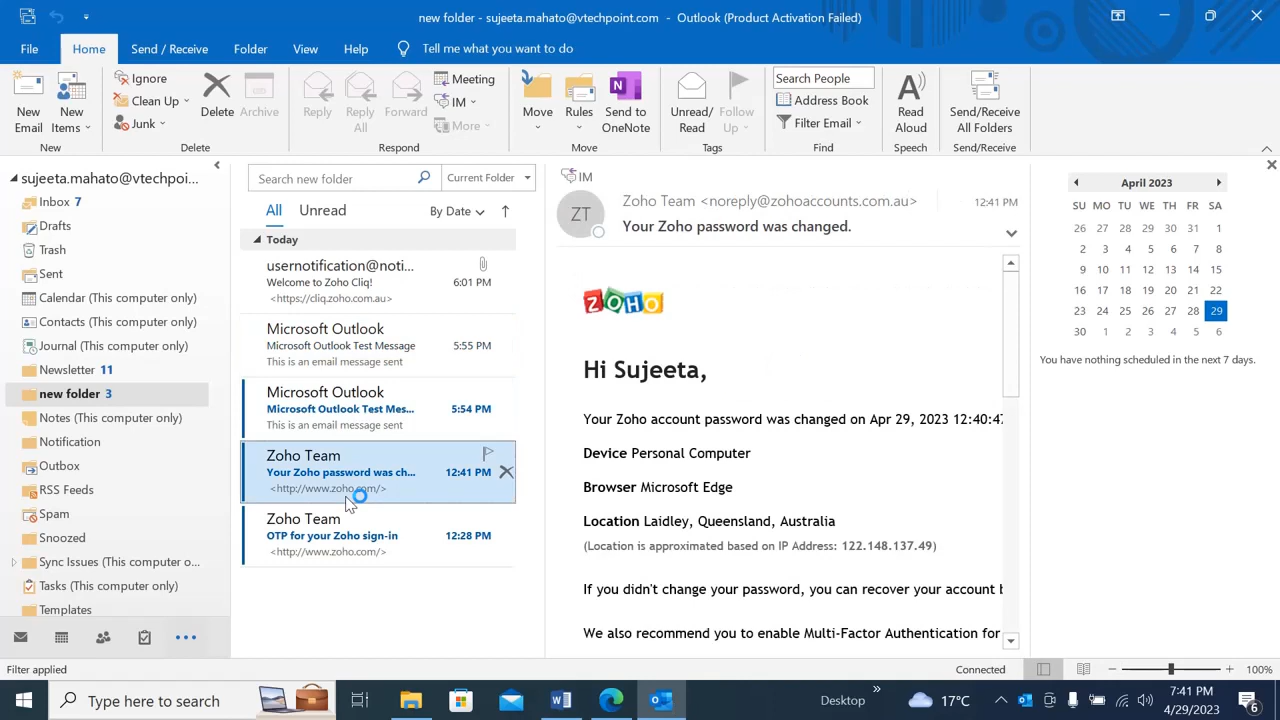 new folder - sujeeta.mahato@vtechpoint.com - Outlook (Product Activation Failed)
File Home Send / Receive Folder View Help Tell me what you want to do
New Email
New Items
New
Ignore
Clean Up
Junk
Delete
Archive
Delete
Reply
Reply All
Forward
Meeting
IM
More
Respond
Move
Rules
Send to OneNote
Move
Unread/ Read
Follow Up
Tags
Search People
Address Book
Filter Email
Find
Read Aloud
Speech
Send/Receive All Folders
Send/Receive
sujeeta.mahato@vtechpoi...
Inbox 7
Drafts
Trash
Sent
Calendar (This computer only)
Contacts (This computer only)
Journal (This computer only)
Newsletter 11
new folder 3
Notes (This computer only)
Notification
Outbox
RSS Feeds
Spam
Snoozed
Sync Issues (This computer o...
Tasks (This computer only)
Templates
Search new folder
Current Folder
All Unread By Date
Today
usernotification@noti...
Welcome to Zoho Cliq! 6:01 PM
<https://cliq.zoho.com.au>
Microsoft Outlook
Microsoft Outlook Test Message 5:55 PM
This is an email message sent
Microsoft Outlook
Microsoft Outlook Test Mes... 5:54 PM
This is an email message sent
Zoho Team
Your Zoho password was ch... 12:41 PM
<http://www.zoho.com/>
Zoho Team
OTP for your Zoho sign-in 12:28 PM
<http://www.zoho.com/>
IM
ZT
Zoho Team <noreply@zohoaccounts.com.au> 12:41 PM
Your Zoho password was changed.
ZOHO
Hi Sujeeta,
Your Zoho account password was changed on Apr 29, 2023 12:40:47
Device Personal Computer
Browser Microsoft Edge
Location Laidley, Queensland, Australia
(Location is approximated based on IP Address: 122.148.137.49)
If you didn't change your password, you can recover your account b
We also recommend you to enable Multi-Factor Authentication for
April 2023
SU MO TU WE TH FR SA
26 27 28 29 30 31 1
2 3 4 5 6 7 8
9 10 11 12 13 14 15
16 17 18 19 20 21 22
23 24 25 26 27 28 29
30 1 2 3 4 5 6
You have nothing scheduled in the next 7 days.
Filter applied
Connected
100%
Type here to search
Desktop
17°C
7:41 PM
4/29/2023
6